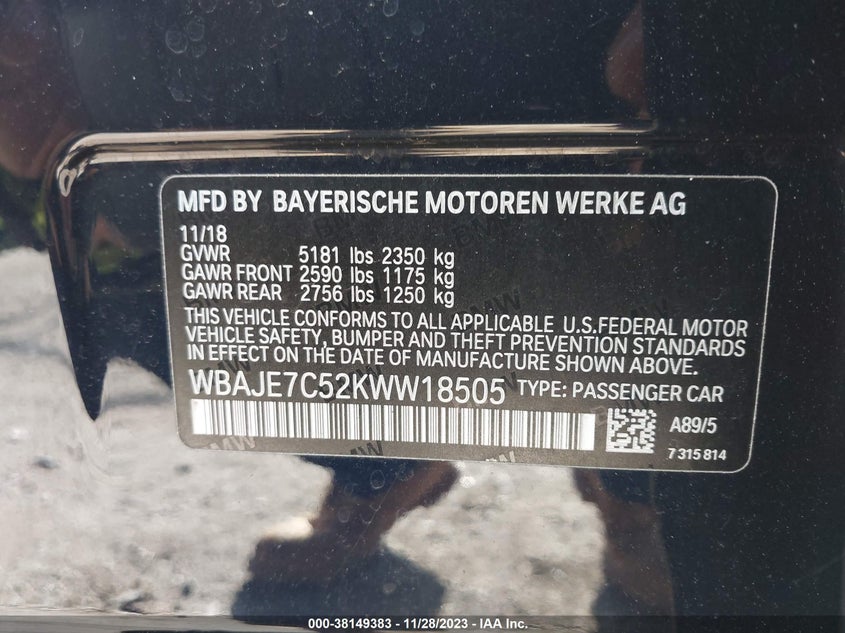 MFD BY BAYERISCHE MOTOREN WERKE AG
11/18
GVWR 5181 lbs 2350 kg
GAWR FRONT 2590 lbs 1175 kg
GAWR REAR 2756 lbs 1250 kg
THIS VEHICLE CONFORMS TO ALL APPLICABLE U.S.FEDERAL MOTOR
VEHICLE SAFETY, BUMPER AND THEFT PREVENTION STANDARDS
IN EFFECT ON THE DATE OF MANUFACTURE SHOWN ABOVE.
WBAJE7C52KWW18505 TYPE: PASSENGER CAR
A89/5
7 315 814
000-38149383 - 11/28/2023 - IAA Inc.